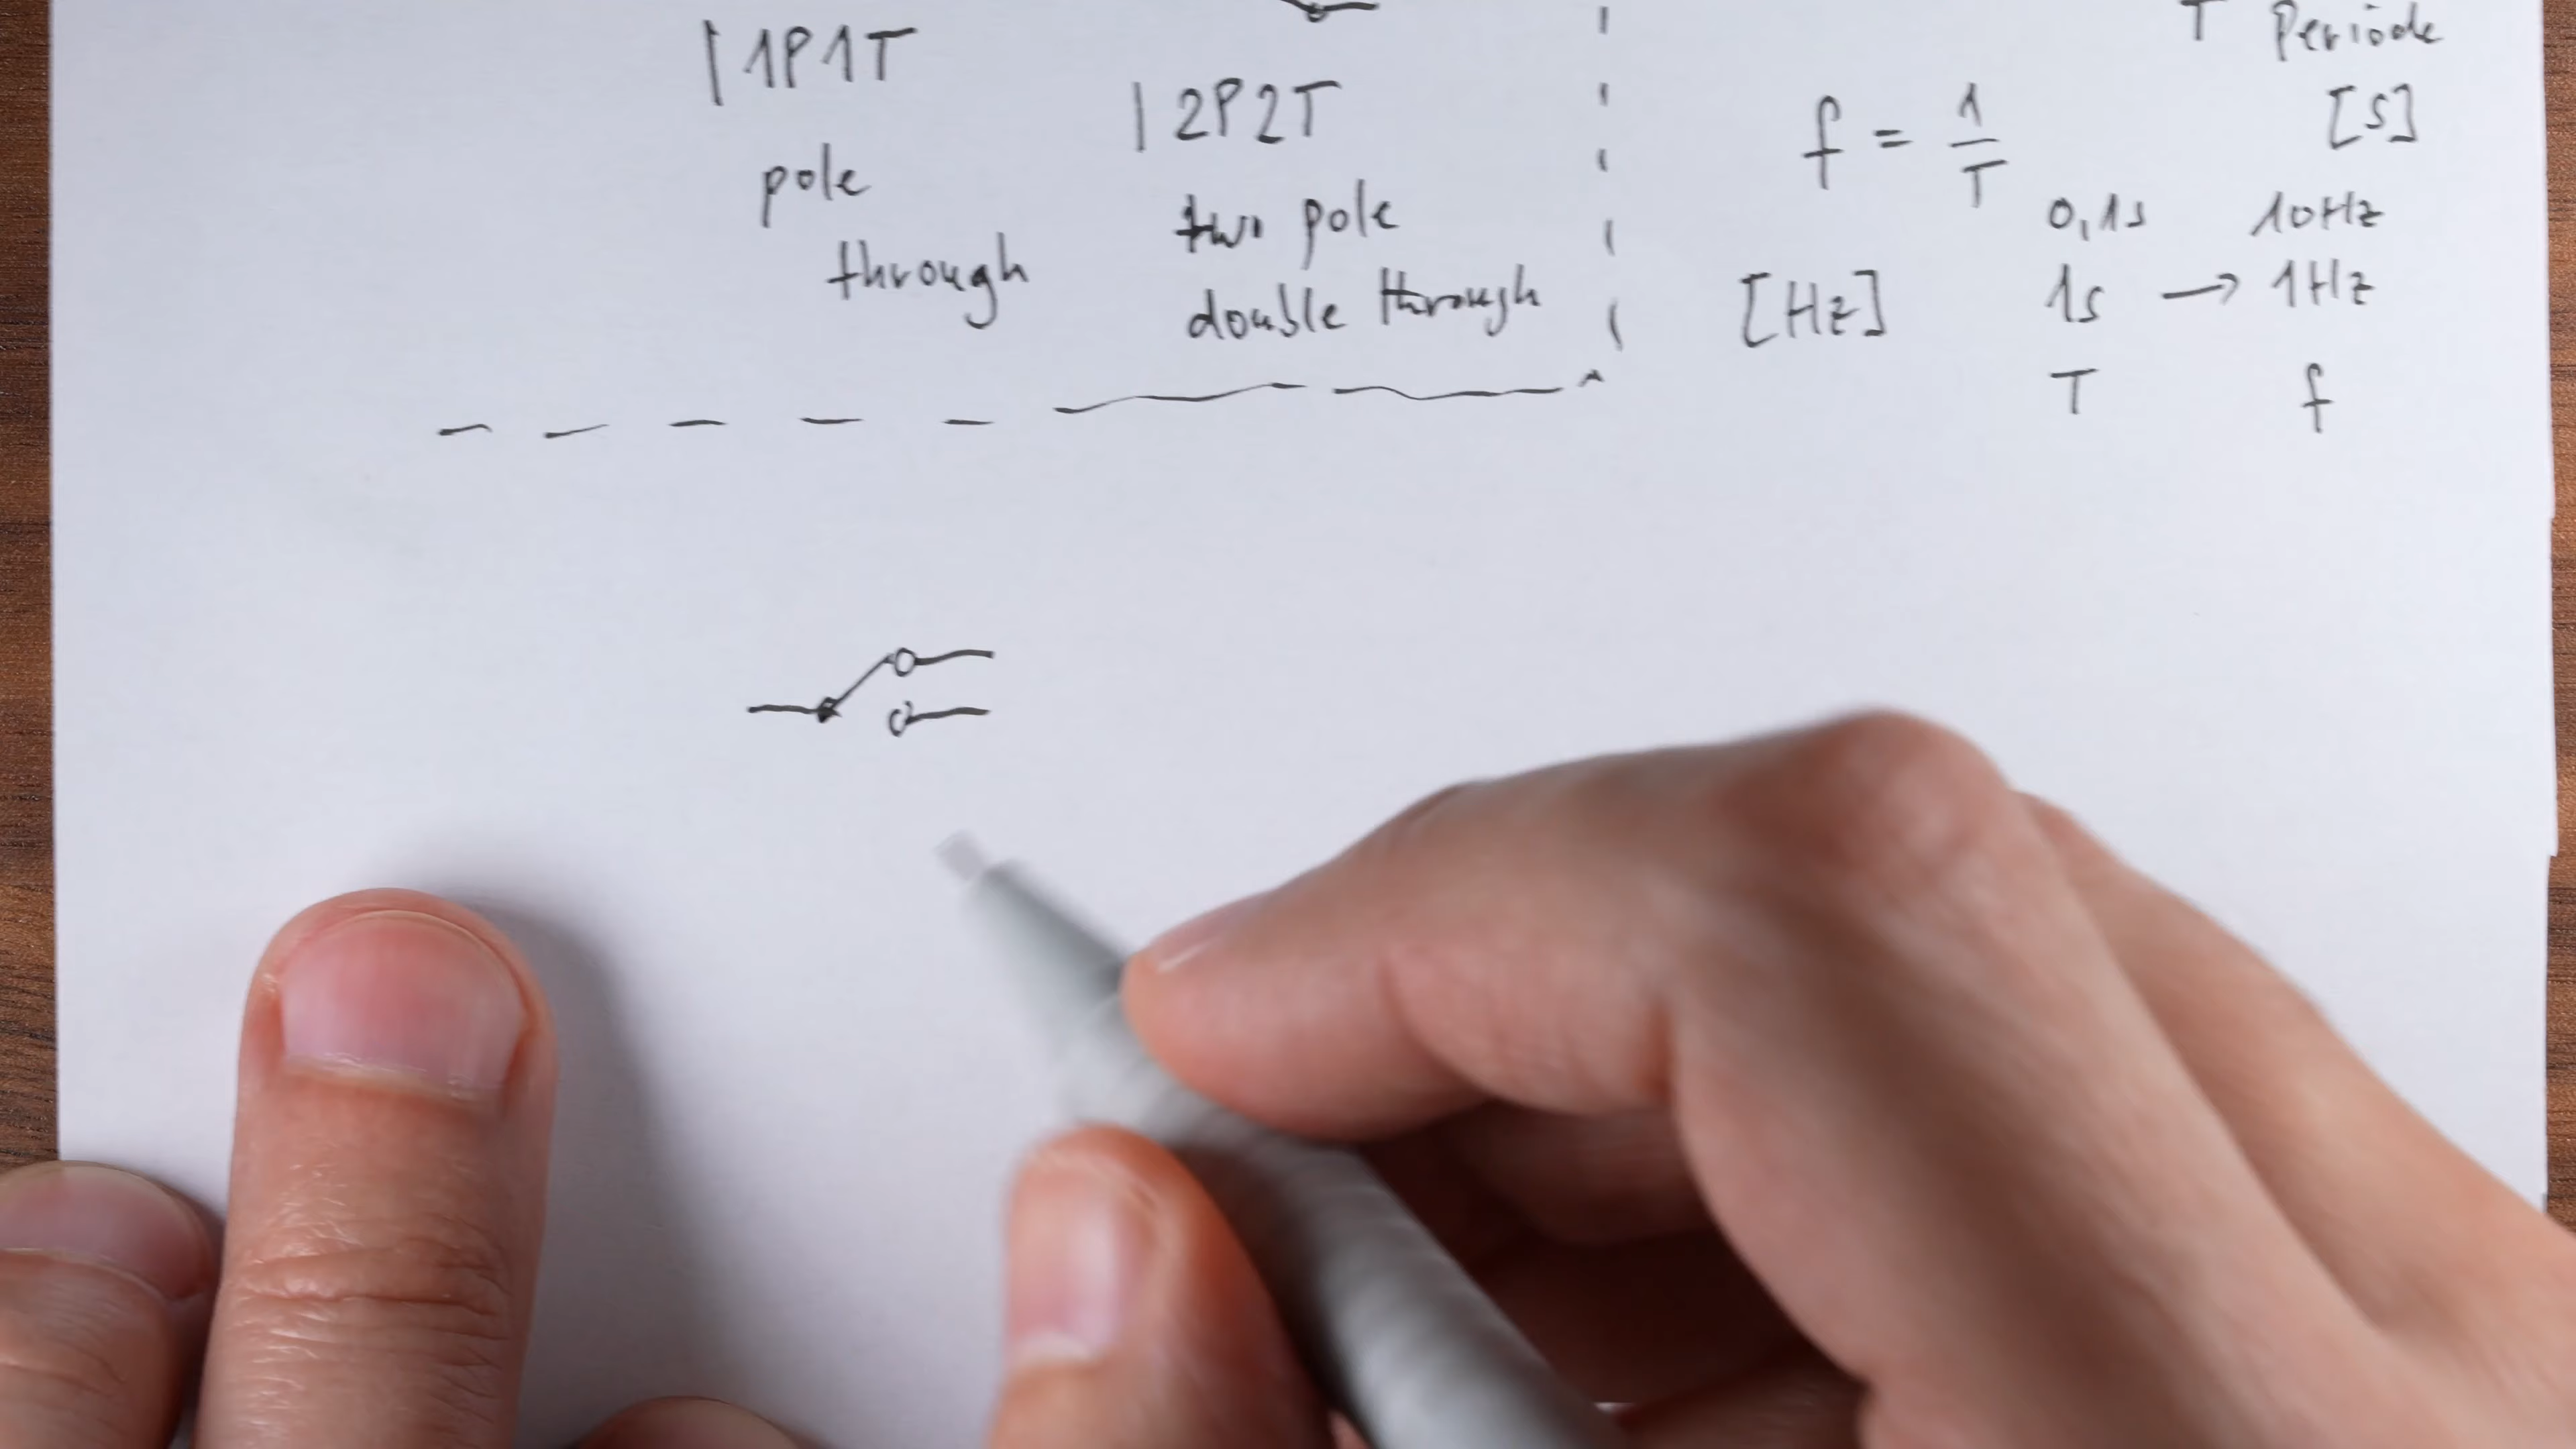 | 1P1T
pole
through
| 2P2T
two pole
double through
T Periode
[s]
f = 1/T
[Hz]
0,1s 10Hz
1s → 1Hz
T f